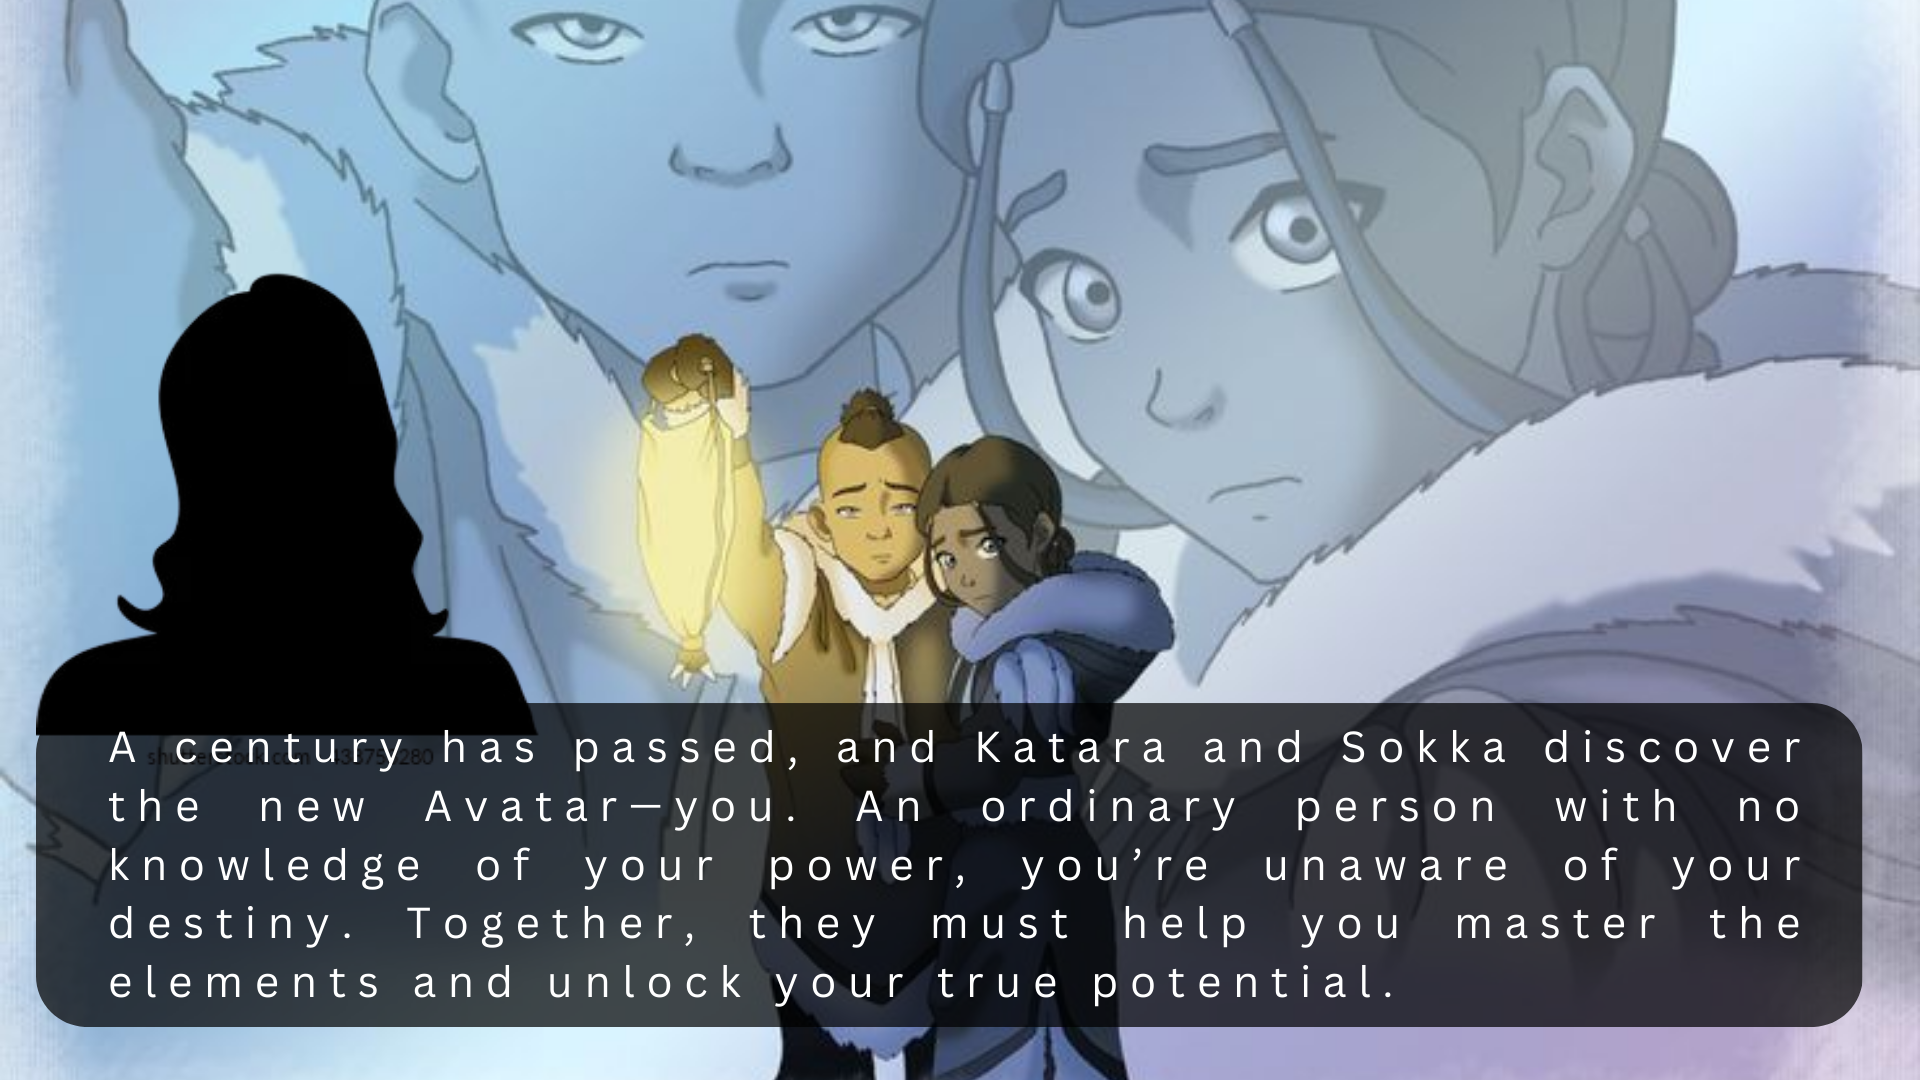 A century has passed, and Katara and Sokka discover
the new Avatar—you. An ordinary person with no
knowledge of your power, you’re unaware of your
destiny. Together, they must help you master the
elements and unlock your true potential.